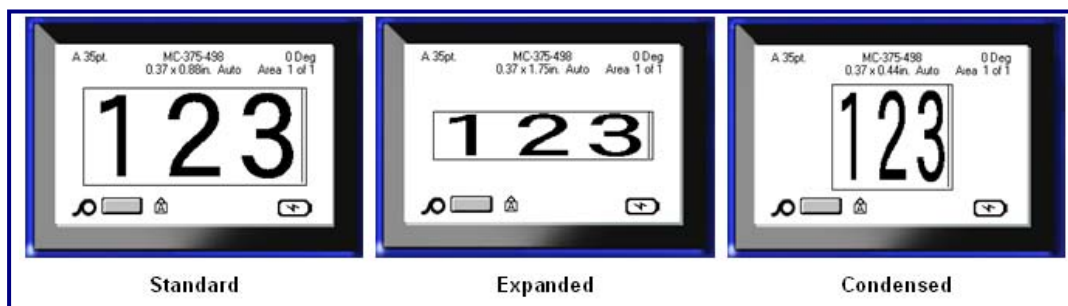 A 35pt. MC-375-498 0 Deg
0.37 x 0.88in. Auto Area 1 of 1
123
A
Standard
A 35pt. MC-375-498 0 Deg
0.37 x 1.75in. Auto Area 1 of 1
123
A
Expanded
A 35pt. MC-375-498 0 Deg
0.37 x 0.44in. Auto Area 1 of 1
123
A
Condensed